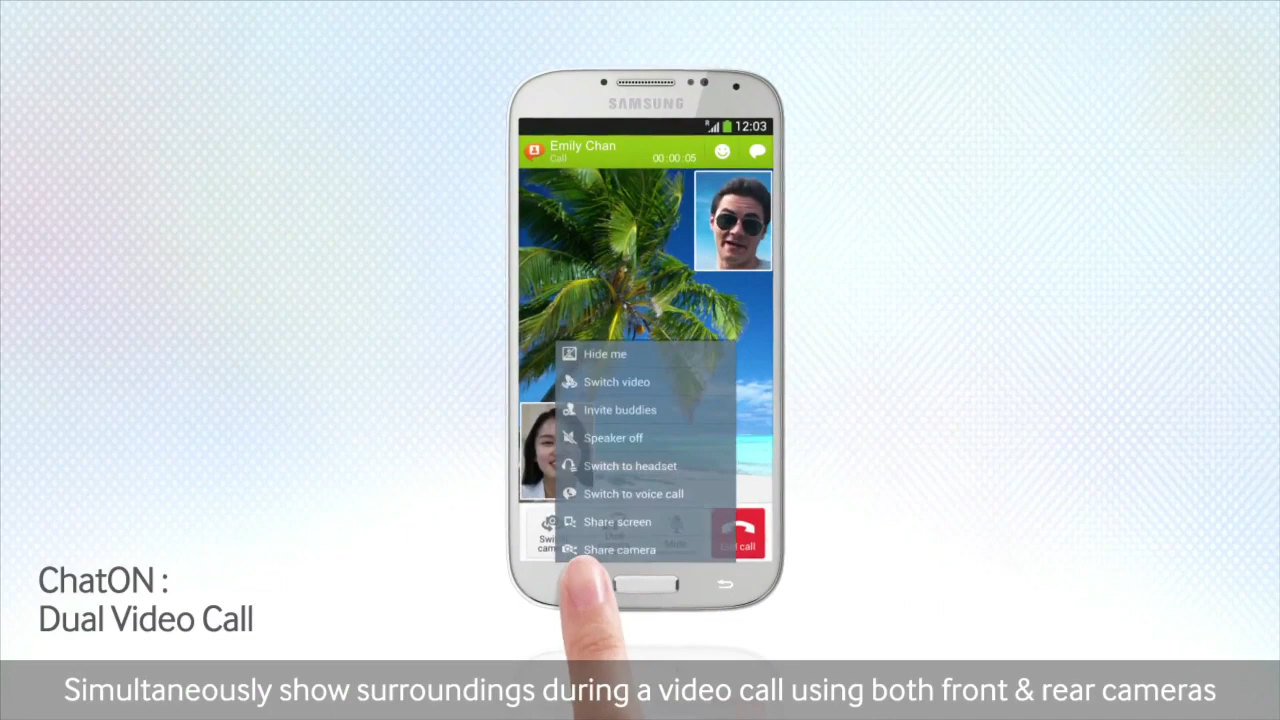 SAMSUNG
12:03
Emily Chan
Call
00:00:05
Hide me
Switch video
Invite buddies
Speaker off
Switch to headset
Switch to voice call
Share screen
Share camera
call
ChatON :
Dual Video Call
Simultaneously show surroundings during a video call using both front & rear cameras